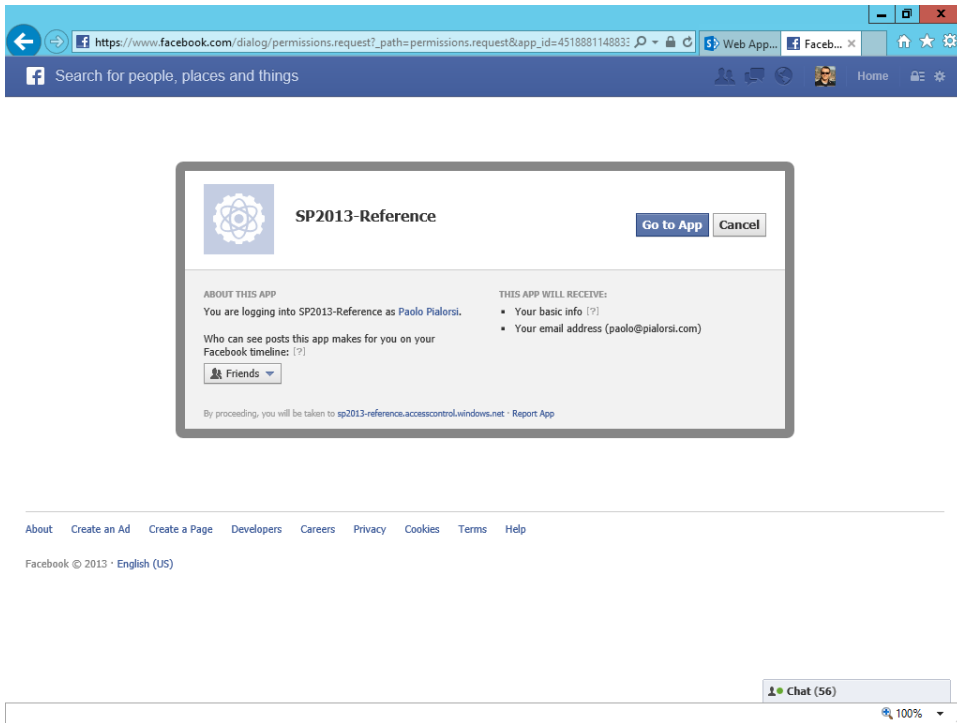 https://www.facebook.com/dialog/permissions.request?_path=permissions.request&app_id=451888114883
Web App...
Faceb...
Search for people, places and things
Home
SP2013-Reference
Go to App
Cancel
ABOUT THIS APP
You are logging into SP2013-Reference as Paolo Pialorsi.
Who can see posts this app makes for you on your
Facebook timeline: [?]
Friends
THIS APP WILL RECEIVE:
Your basic info [?]
Your email address (paolo@pialorsi.com)
By proceeding, you will be taken to sp2013-reference.accesscontrol.windows.net · Report App
About Create an Ad Create a Page Developers Careers Privacy Cookies Terms Help
Facebook © 2013 · English (US)
Chat (56)
100%